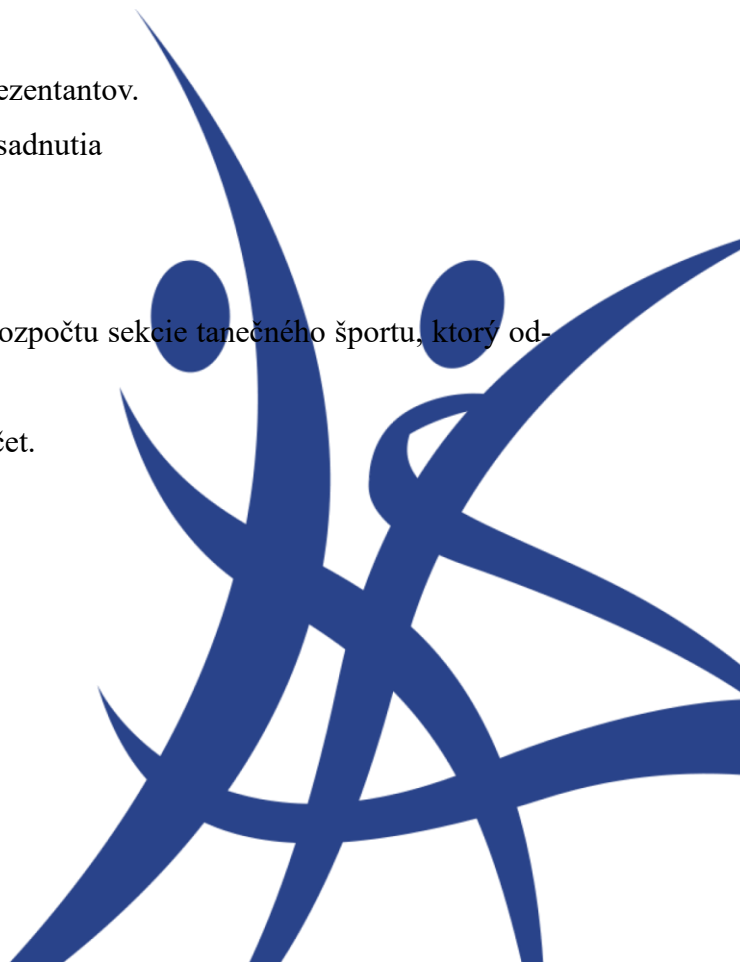 ezentantov.
sadnutia
ozpočtu sekcie tanečného športu, ktorý od-
čet.